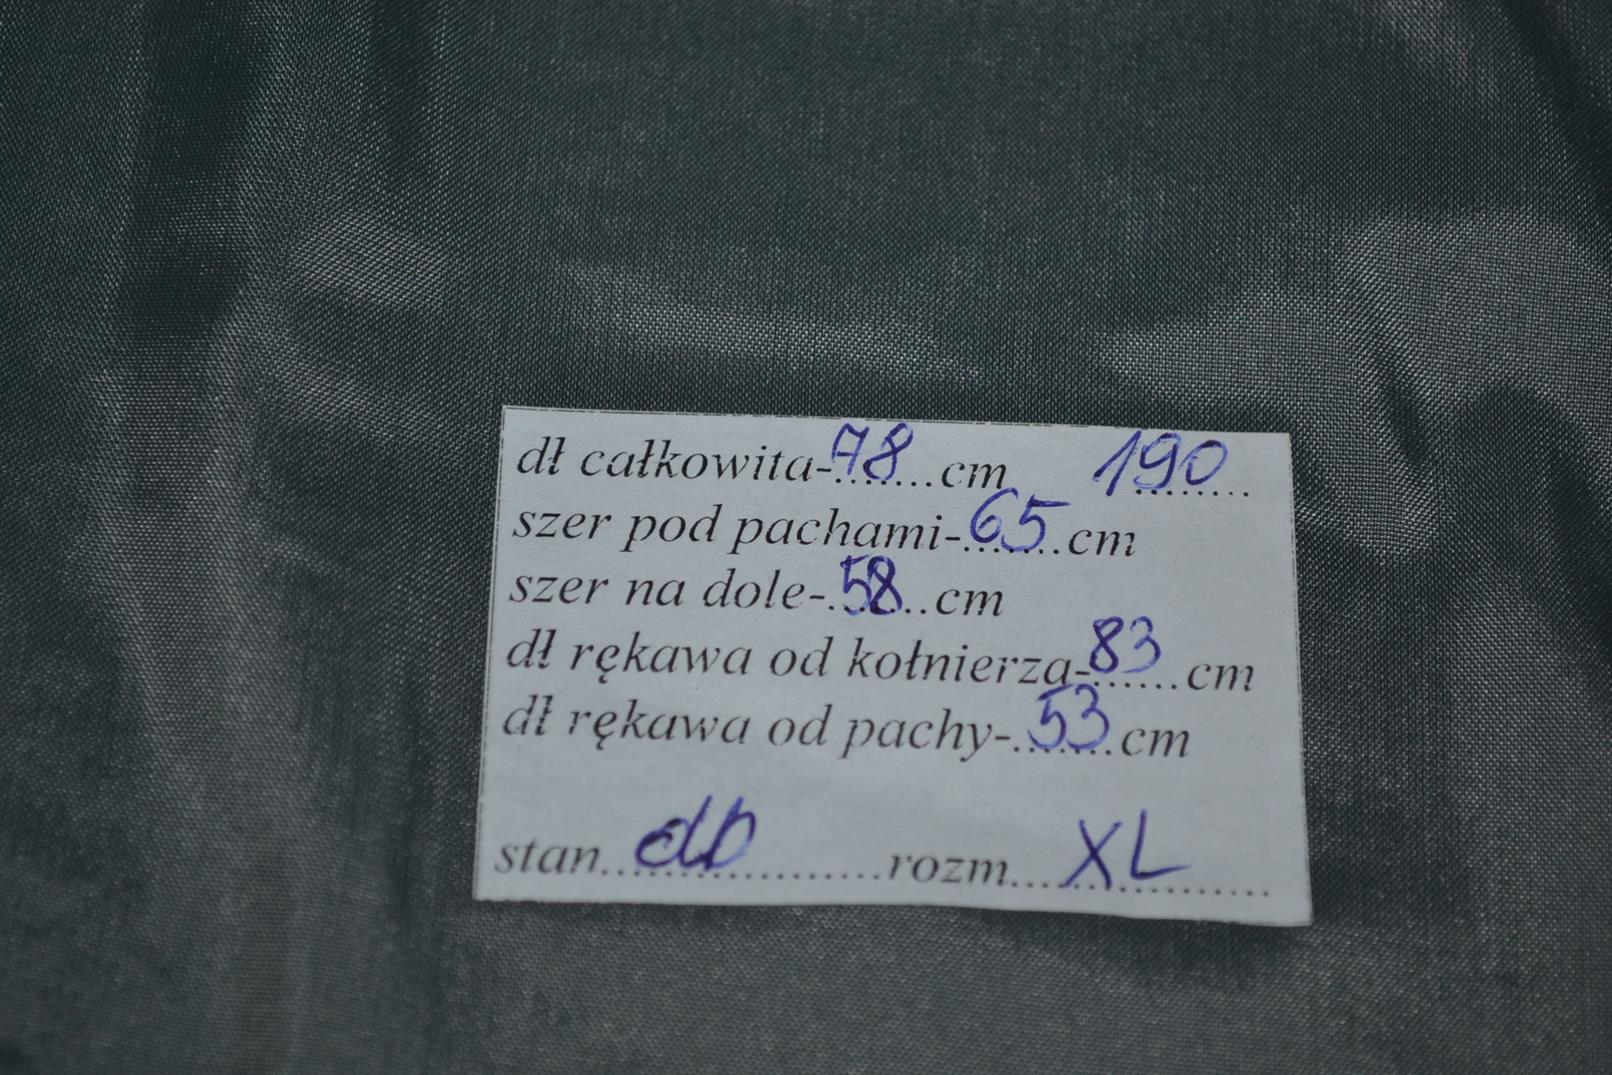 dł całkowita-78.......cm 190........
szer pod pachami-65.......cm
szer na dole-58.......cm
dł rękawa od kołnierza-83......cm
dł rękawa od pachy-53.......cm
stan...db..................rozm....XL..............